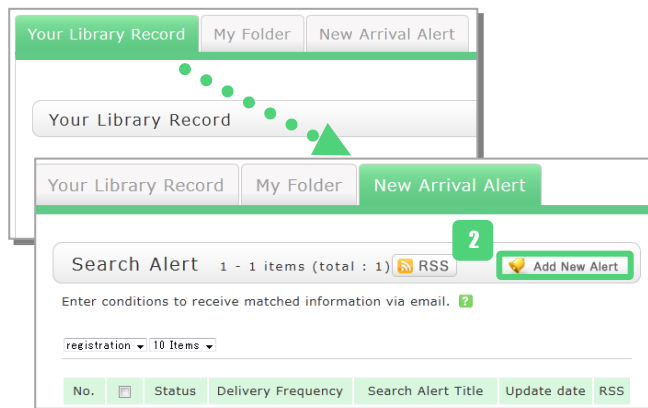 Your Library Record My Folder New Arrival Alert
Your Library Record
Your Library Record My Folder New Arrival Alert
2
Search Alert 1 - 1 items (total : 1) RSS Add New Alert
Enter conditions to receive matched information via email. ?
registration 10 Items
No. Status Delivery Frequency Search Alert Title Update date RSS